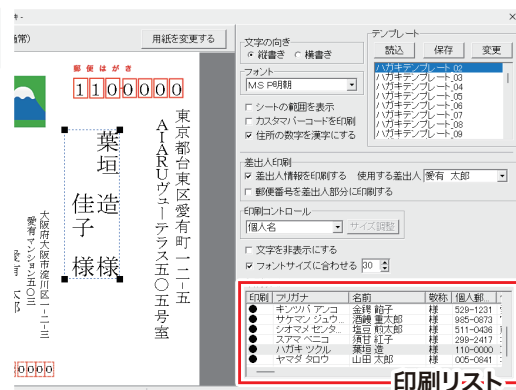 用紙を変更する
郵便はがき
1100000
東京都台東区愛有町一ー一五
AIARUヴューテラス五〇五号室
葉垣 造 様
佳子 様
大阪府大阪市淀川区一ー一ー三
愛有マンション五〇三
文字の向き
縦書き 横書き
フォント
MS P明朝
シートの範囲を表示
カスタマバーコードを印刷
住所の数字を漢字にする
テンプレート
読込 保存 変更
ハガキテンプレート_02
ハガキテンプレート_03
ハガキテンプレート_04
ハガキテンプレート_05
ハガキテンプレート_06
ハガキテンプレート_07
ハガキテンプレート_08
ハガキテンプレート_09
差出人印刷
差出人情報を印刷する 使用する差出人 愛有 太郎
郵便番号を差出人部分に印刷する
印刷コントロール
個人名 サイズ調整
文字を非表示にする
フォントサイズに合わせる 30
印刷 フリガナ 名前 敬称 個人郵...
● キンツバ アンコ 金鍔 餡子 様 529-1231
● サケマン ジュウ... 酒饅 重太郎 様 985-0873
● シオマメ センタ... 塩豆 煎太郎 様 511-0436
● スアマ ベニコ 須甘 紅子 様 299-2417
● ハガキ ツクル 葉垣 造 様 110-0000
● ヤマダ タロウ 山田 太郎 様 005-0841
印刷リスト